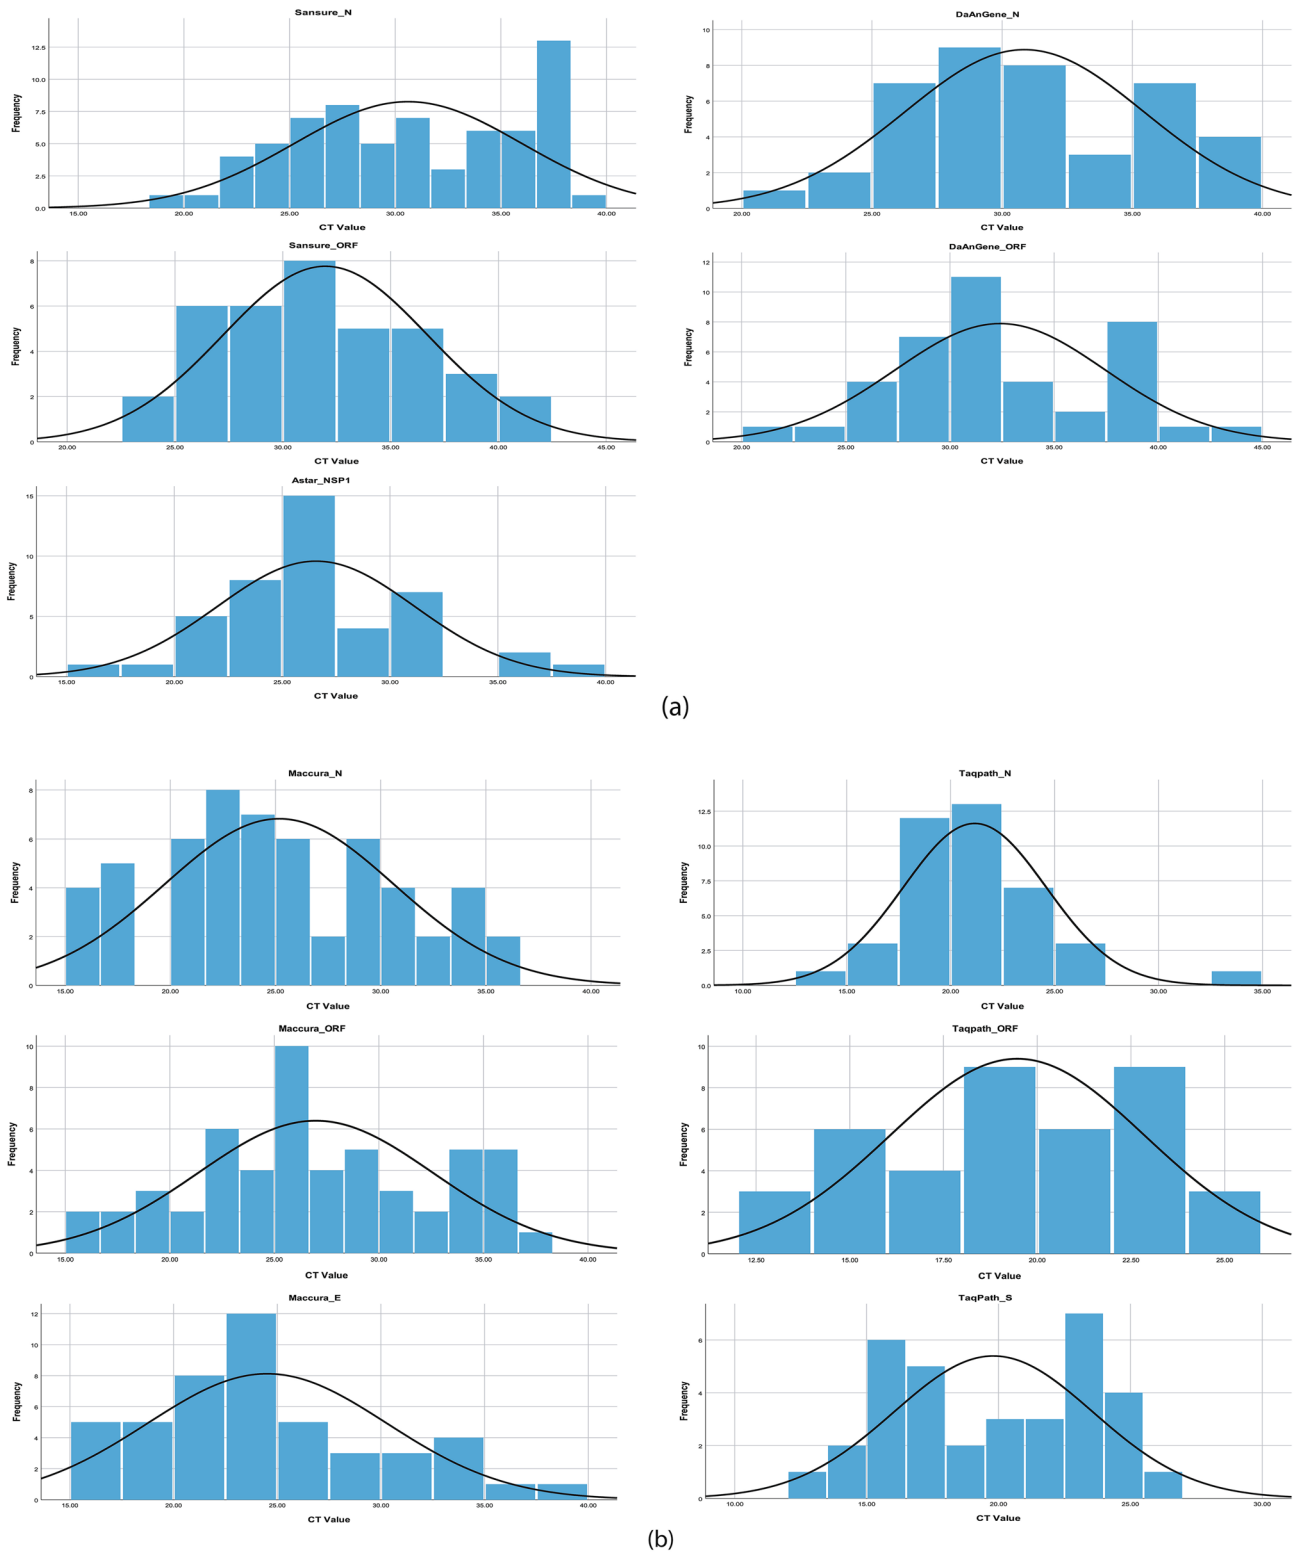 Sansure_N
Frequency
12.5
10.0
7.5
5.0
2.5
0.0
15.00 20.00 25.00 30.00 35.00 40.00
CT Value
DaAnGene_N
Frequency
10
8
6
4
2
0
20.00 25.00 30.00 35.00 40.00
CT Value
Sansure_ORF
Frequency
8
6
4
2
0
20.00 25.00 30.00 35.00 40.00 45.00
CT Value
DaAnGene_ORF
Frequency
12
10
8
6
4
2
0
20.00 25.00 30.00 35.00 40.00 45.00
CT Value
Astar_NSP1
Frequency
15
10
5
0
15.00 20.00 25.00 30.00 35.00 40.00
CT Value
(a)
Maccura_N
Frequency
8
6
4
2
0
15.00 20.00 25.00 30.00 35.00 40.00
CT Value
Taqpath_N
Frequency
12.5
10.0
7.5
5.0
2.5
0.0
10.00 15.00 20.00 25.00 30.00 35.00
CT Value
Maccura_ORF
Frequency
10
8
6
4
2
0
15.00 20.00 25.00 30.00 35.00 40.00
CT Value
Taqpath_ORF
Frequency
10
8
6
4
2
0
12.50 15.00 17.50 20.00 22.50 25.00
CT Value
Maccura_E
Frequency
12
10
8
6
4
2
0
15.00 20.00 25.00 30.00 35.00 40.00
CT Value
TaqPath_S
Frequency
6
4
2
0
10.00 15.00 20.00 25.00 30.00
CT Value
(b)